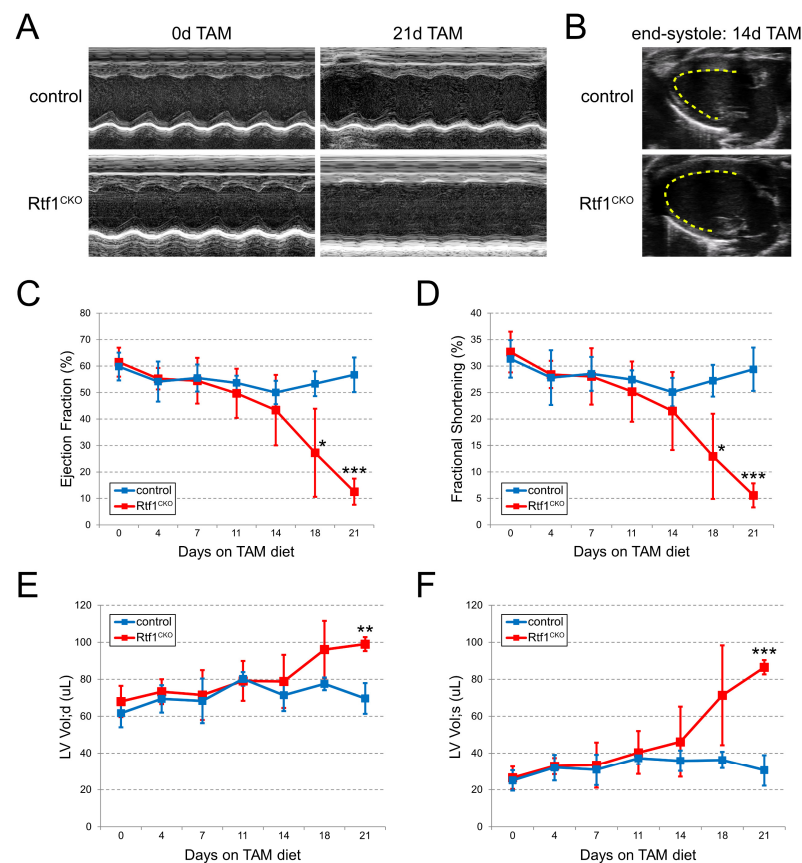 A
0d TAM
21d TAM
control
Rtf1CKO
B
end-systole: 14d TAM
control
Rtf1CKO
C
80
70
60
50
40
30
20
10
0
Ejection Fraction (%)
*
***
control
Rtf1CKO
0 4 7 11 14 18 21
Days on TAM diet
D
40
35
30
25
20
15
10
5
0
Fractional Shortening (%)
*
***
control
Rtf1CKO
0 4 7 11 14 18 21
Days on TAM diet
E
120
100
80
60
40
20
0
LV Vol;d (uL)
control
Rtf1CKO
**
0 4 7 11 14 18 21
Days on TAM diet
F
120
100
80
60
40
20
0
LV Vol;s (uL)
control
Rtf1CKO
***
0 4 7 11 14 18 21
Days on TAM diet